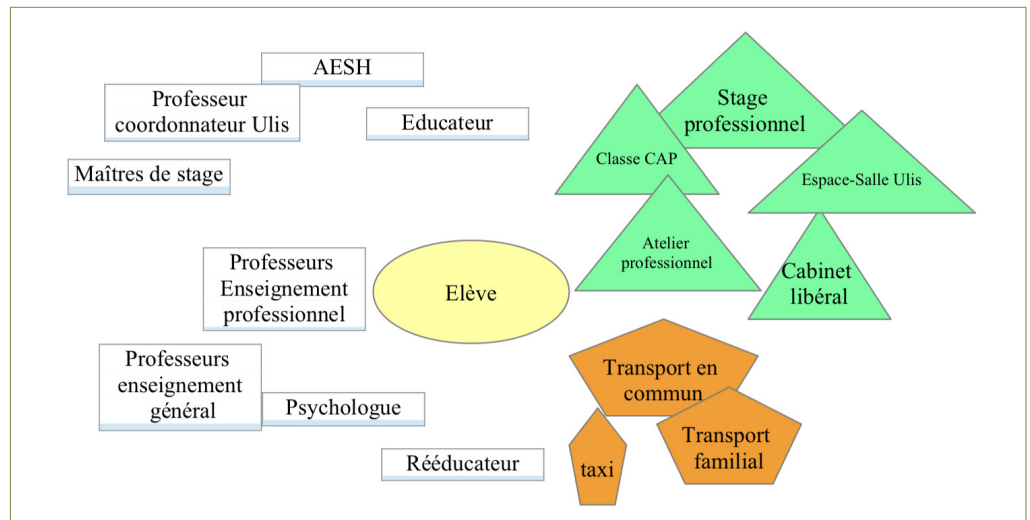 AESH
Professeur
coordonnateur Ulis
Educateur
Maîtres de stage
Stage
professionnel
Classe CAP
Espace-Salle Ulis
Atelier
professionnel
Cabinet
libéral
Professeurs
Enseignement
professionnel
Elève
Professeurs
enseignement
général
Psychologue
Rééducateur
Transport en
commun
Transport
familial
taxi